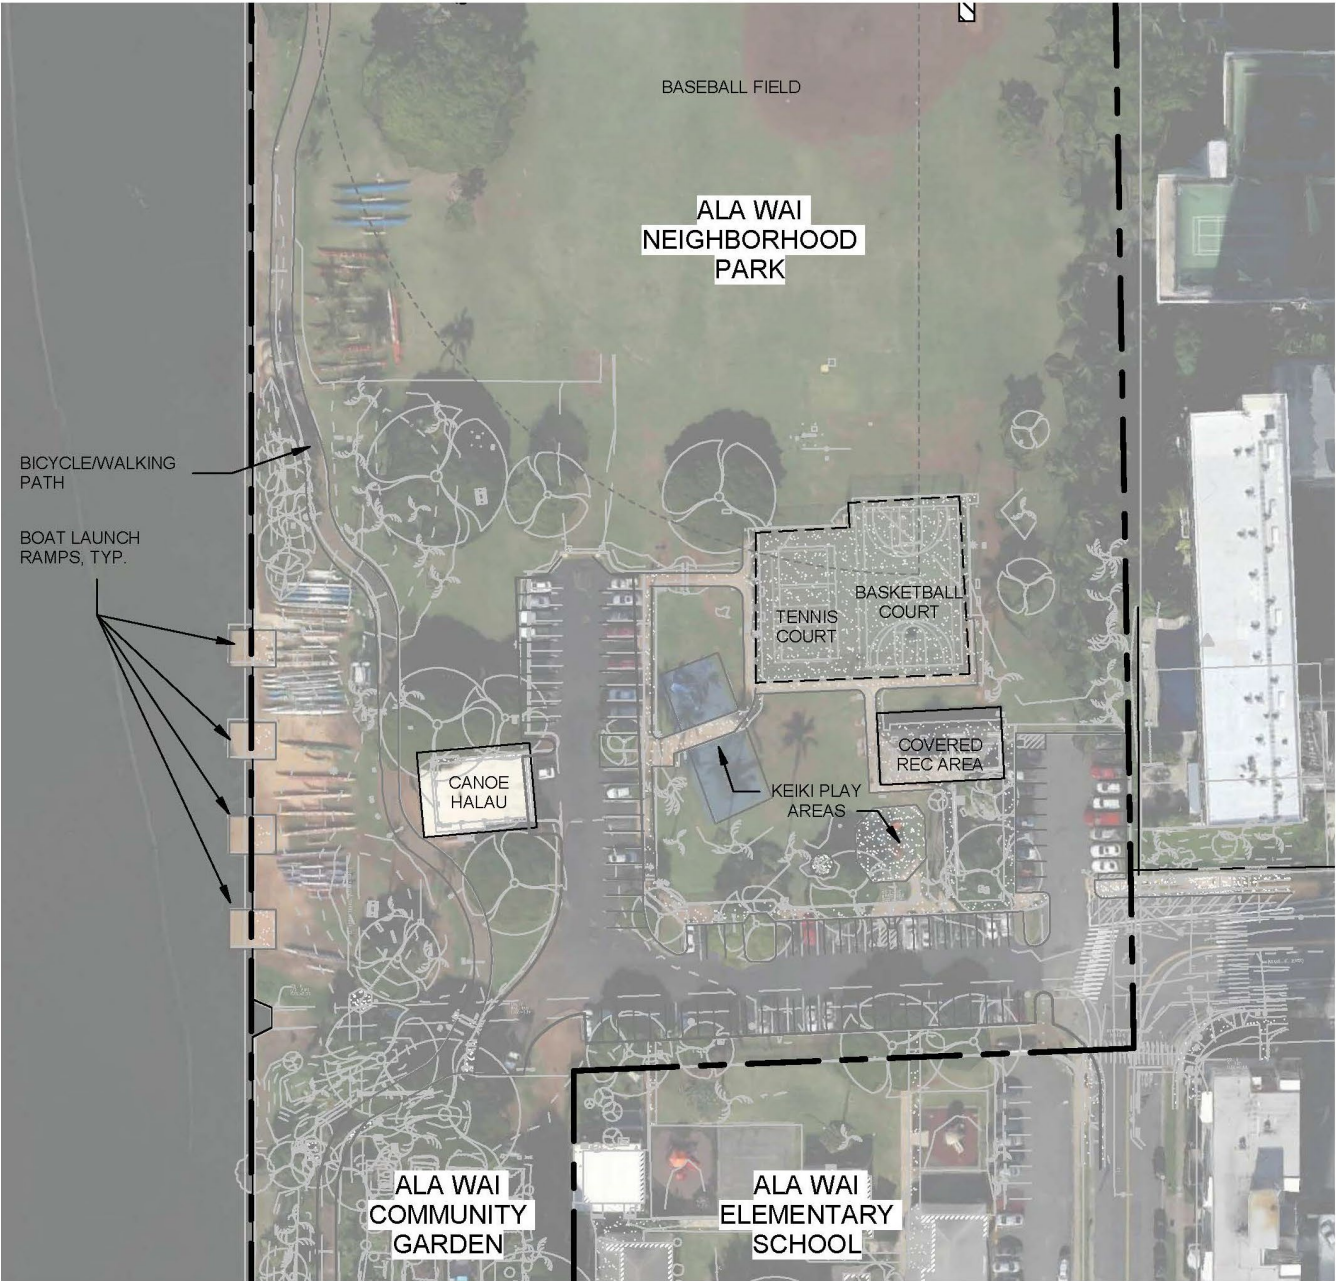 BASEBALL FIELD
ALA WAI
NEIGHBORHOOD
PARK
BICYCLE/WALKING
PATH
BOAT LAUNCH
RAMPS, TYP.
BASKETBALL
COURT
TENNIS
COURT
COVERED
REC AREA
CANOE
HALAU
KEIKI PLAY
AREAS
ALA WAI
COMMUNITY
GARDEN
ALA WAI
ELEMENTARY
SCHOOL